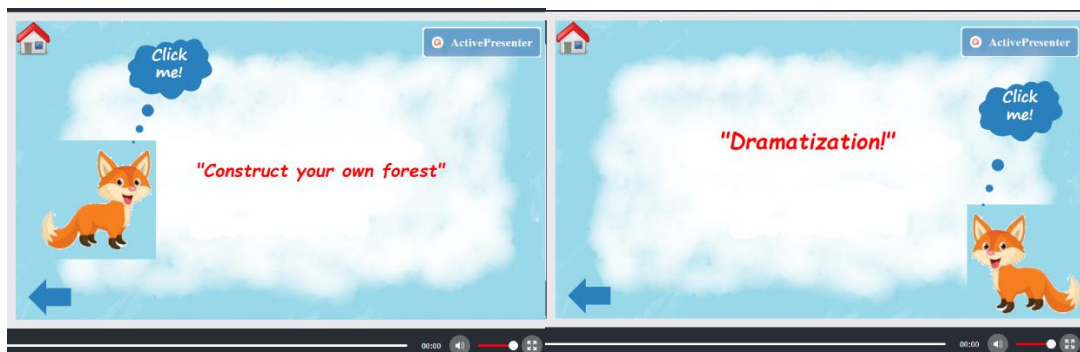 ActivePresenter
Click
me!
"Construct your own forest"
00:00
ActivePresenter
Click
me!
"Dramatization!"
00:00